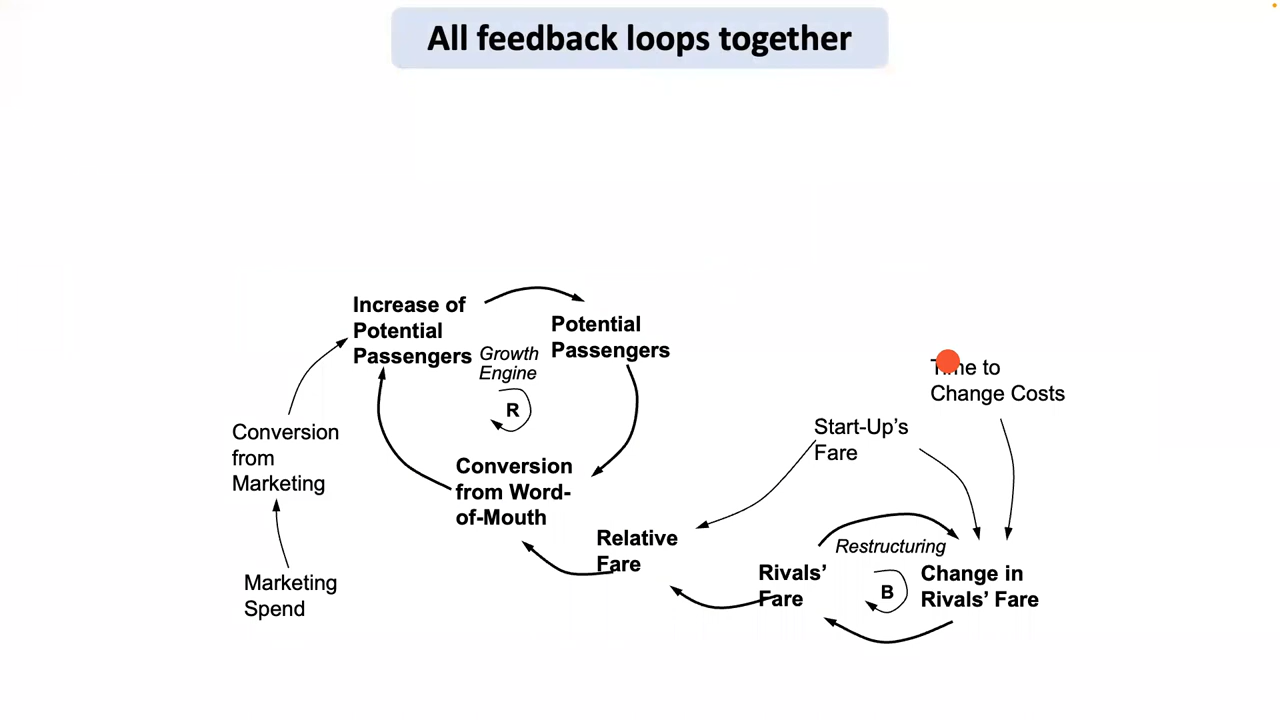 All feedback loops together
Increase of
Potential
Passengers
Potential
Passengers
Growth
Engine
R
Conversion
from
Marketing
Marketing
Spend
Conversion
from Word-
of-Mouth
Relative
Fare
Start-Up's
Fare
to
Change Costs
Restructuring
Rivals'
Fare
B
Change in
Rivals' Fare